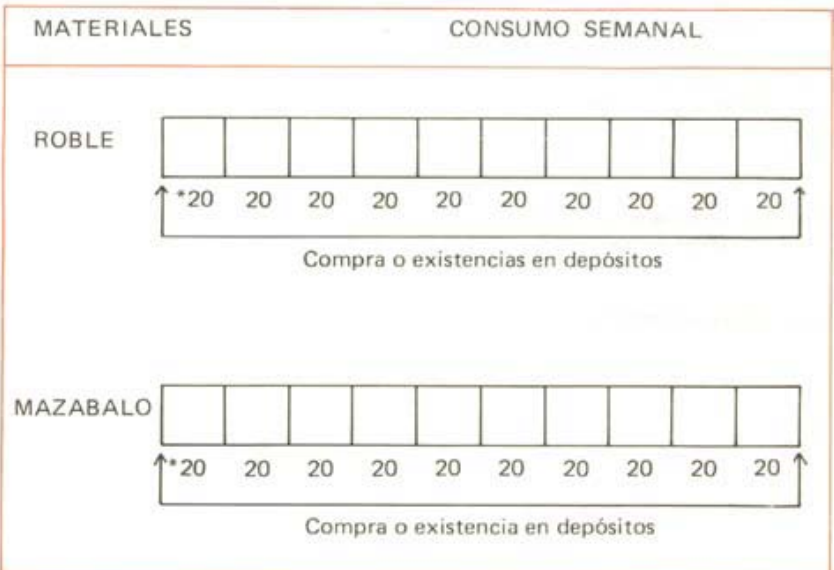 MATERIALES CONSUMO SEMANAL
ROBLE
*20 20 20 20 20 20 20 20 20 20
Compra o existencias en depósitos
MAZABALO
*20 20 20 20 20 20 20 20 20 20
Compra o existencia en depósitos